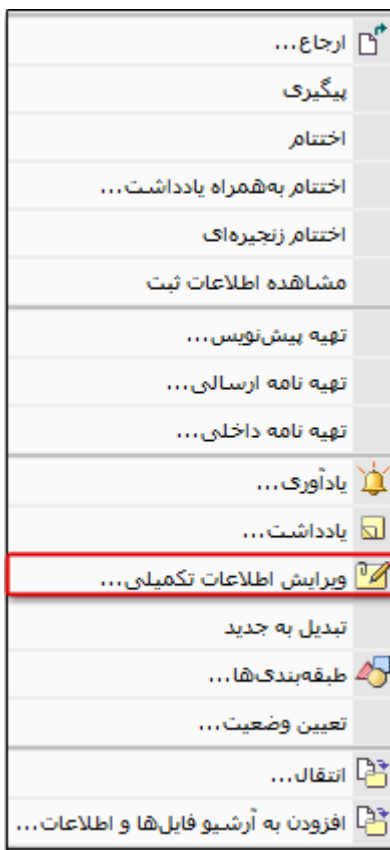 ارجاع...
پیگیری
اختتام
اختتام به‌همراه یادداشت...
اختتام زنجیره‌ای
مشاهده اطلاعات ثبت
تهیه پیش‌نویس...
تهیه نامه ارسالی...
تهیه نامه داخلی...
یادآوری...
یادداشت...
ویرایش اطلاعات تکمیلی...
تبدیل به جدید
طبقه‌بندی‌ها...
تعیین وضعیت...
انتقال...
افزودن به آرشیو فایل‌ها و اطلاعات...